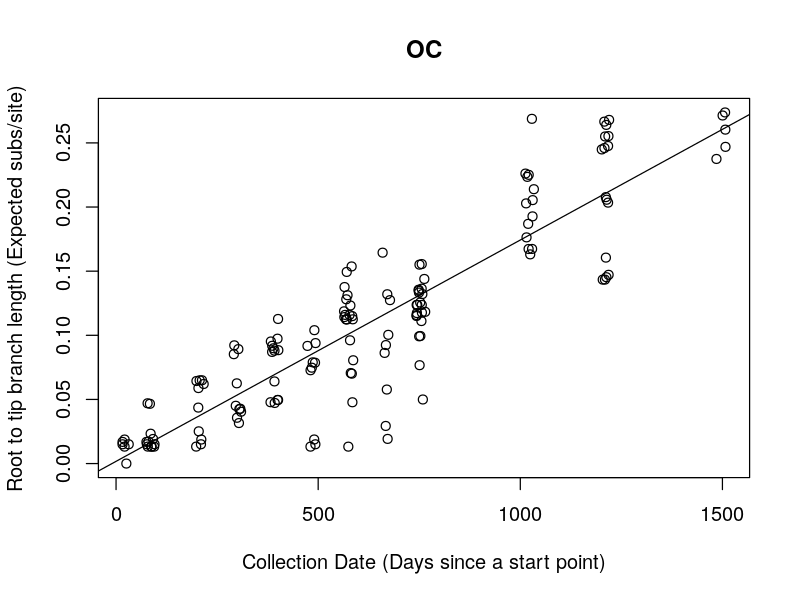 OC
Root to tip branch length (Expected subs/site)
0.25
0.20
0.15
0.10
0.05
0.00
0 500 1000 1500
Collection Date (Days since a start point)